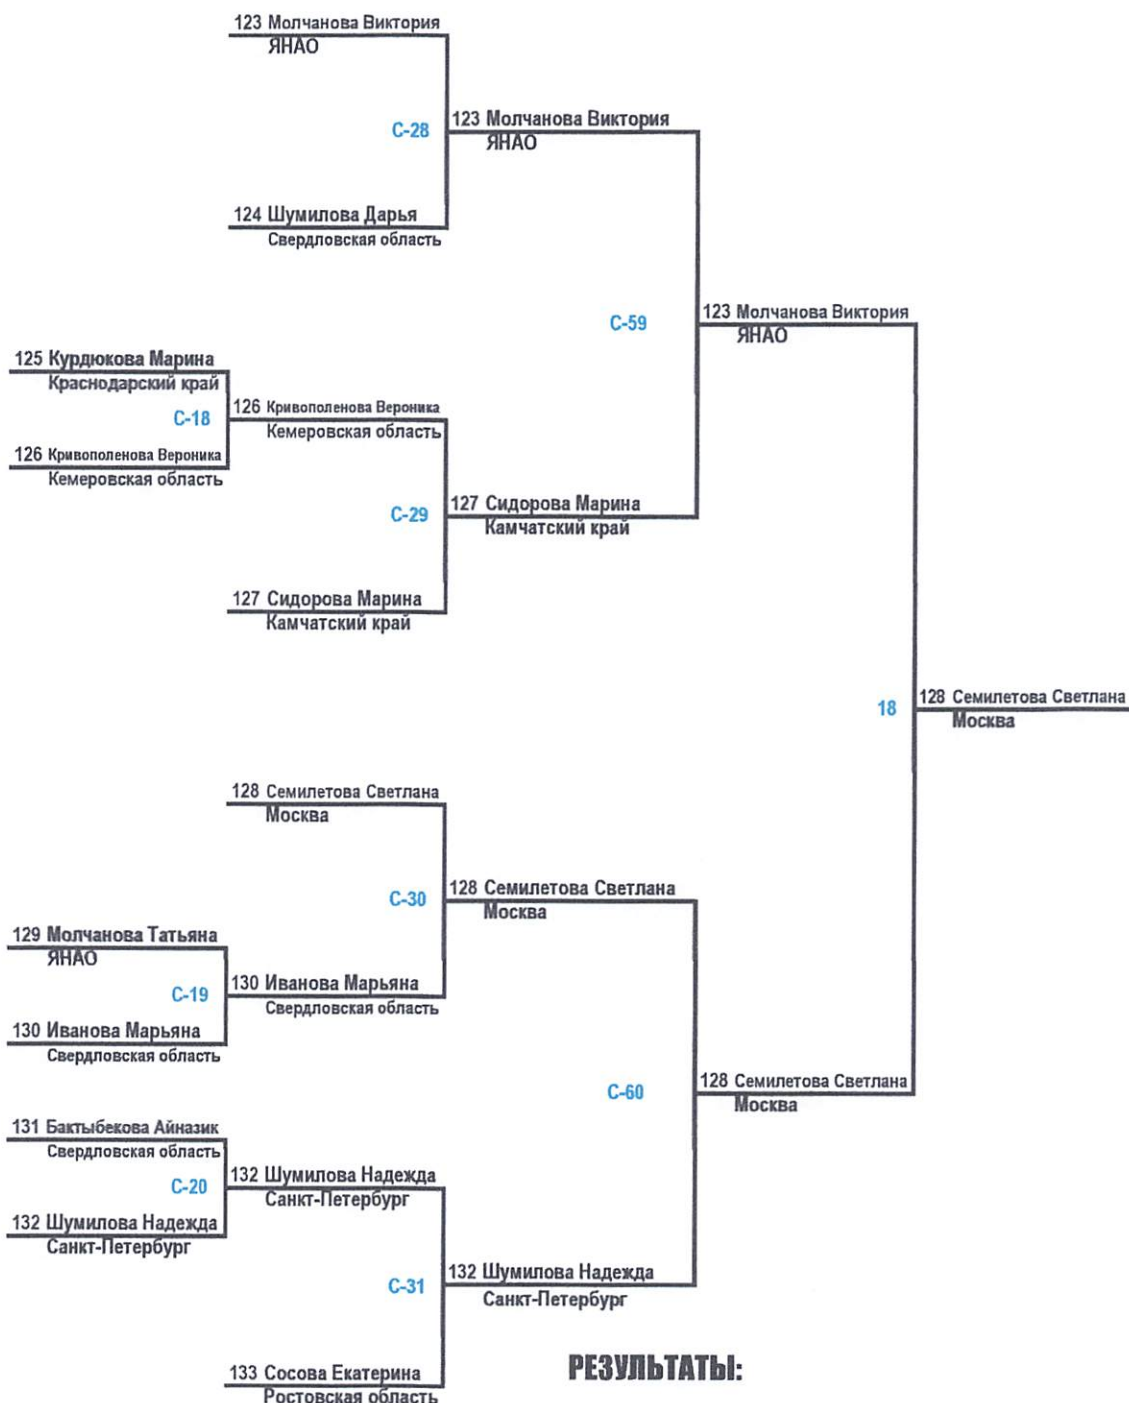 123 Молчанова Виктория
ЯНАО
С-28
123 Молчанова Виктория
ЯНАО
124 Шумилова Дарья
Свердловская область
С-59
123 Молчанова Виктория
ЯНАО
125 Курдюкова Марина
Краснодарский край
С-18
126 Кривополенова Вероника
Кемеровская область
126 Кривополенова Вероника
Кемеровская область
С-29
127 Сидорова Марина
Камчатский край
127 Сидорова Марина
Камчатский край
18
128 Семилетова Светлана
Москва
128 Семилетова Светлана
Москва
С-30
128 Семилетова Светлана
Москва
129 Молчанова Татьяна
ЯНАО
С-19
130 Иванова Марьяна
Свердловская область
130 Иванова Марьяна
Свердловская область
С-60
128 Семилетова Светлана
Москва
131 Бактыбекова Айназик
Свердловская область
С-20
132 Шумилова Надежда
Санкт-Петербург
132 Шумилова Надежда
Санкт-Петербург
С-31
132 Шумилова Надежда
Санкт-Петербург
133 Сосова Екатерина
Ростовская область
РЕЗУЛЬТАТЫ: